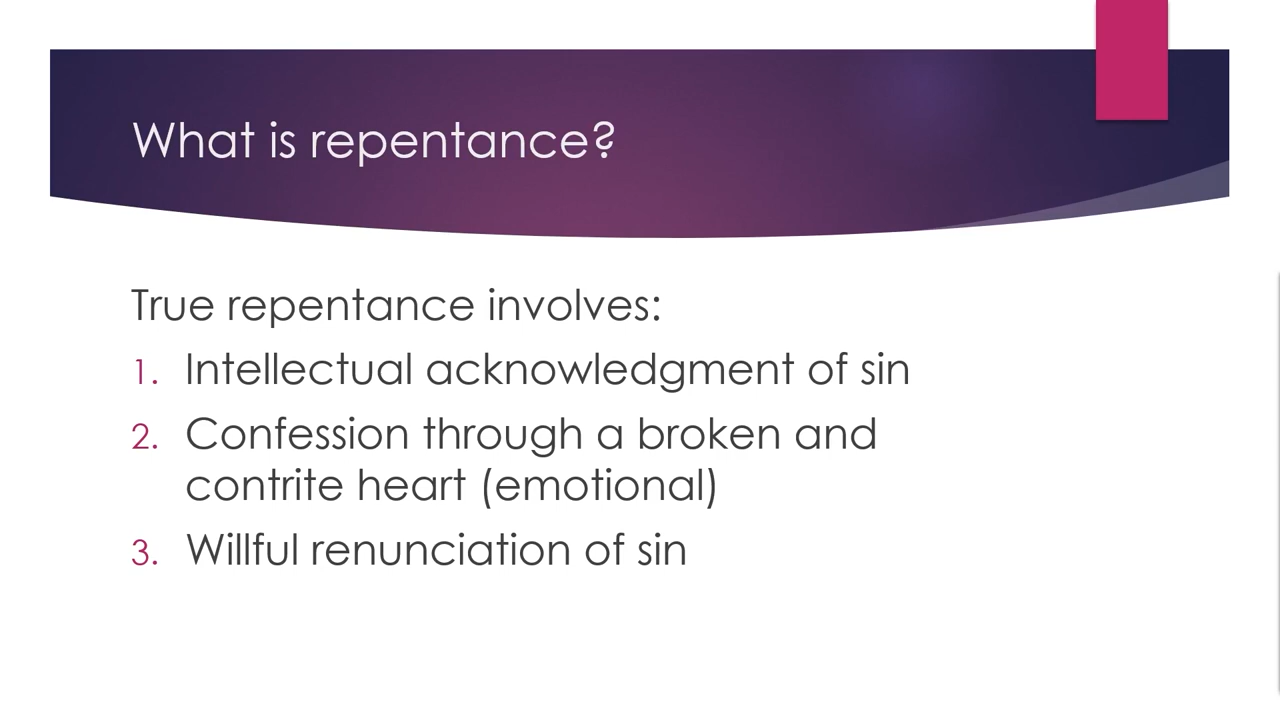 What is repentance?
True repentance involves:
1. Intellectual acknowledgment of sin
2. Confession through a broken and
contrite heart (emotional)
3. Willful renunciation of sin